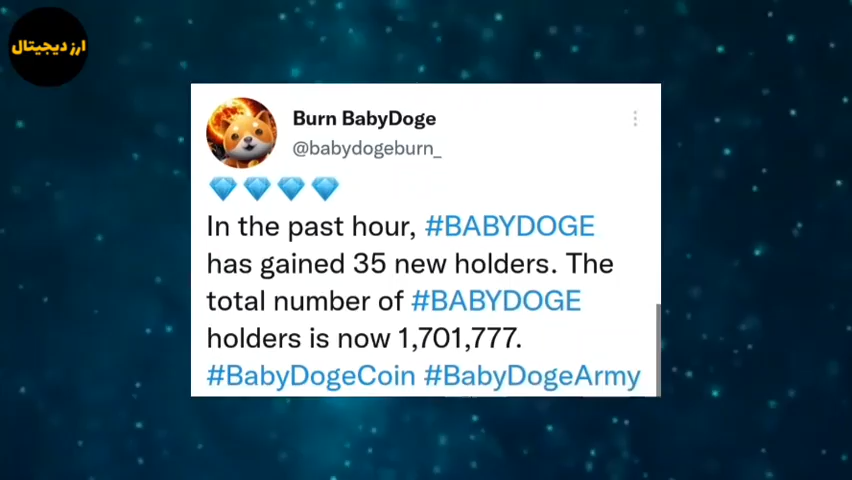 ارز دیجیتال
Burn BabyDoge
@babydogeburn_
💎💎💎💎
In the past hour, #BABYDOGE
has gained 35 new holders. The
total number of #BABYDOGE
holders is now 1,701,777.
#BabyDogeCoin #BabyDogeArmy